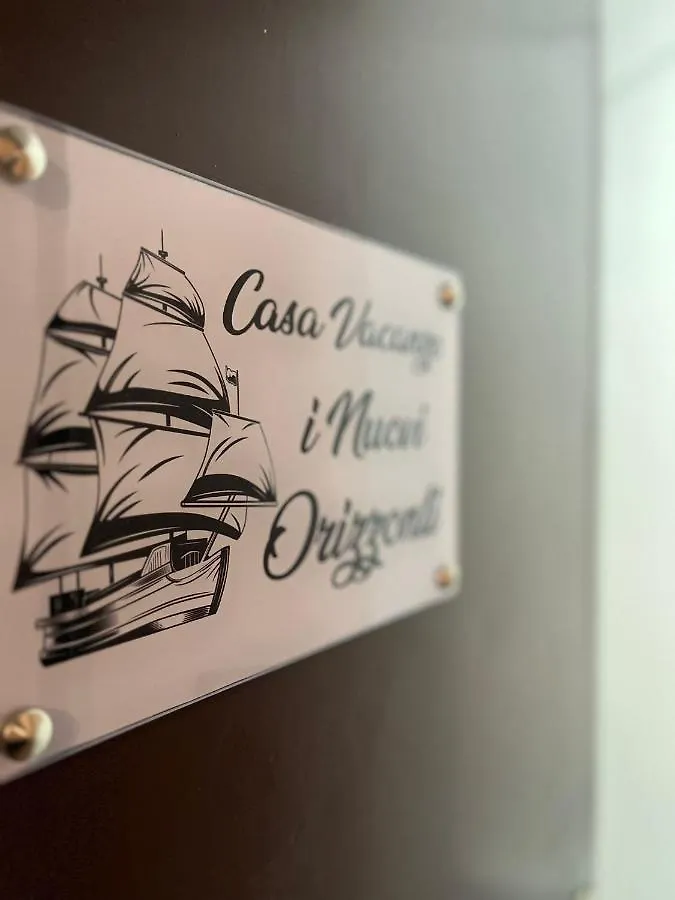 Casa Vacanze
i Nuovi
Orizzonti